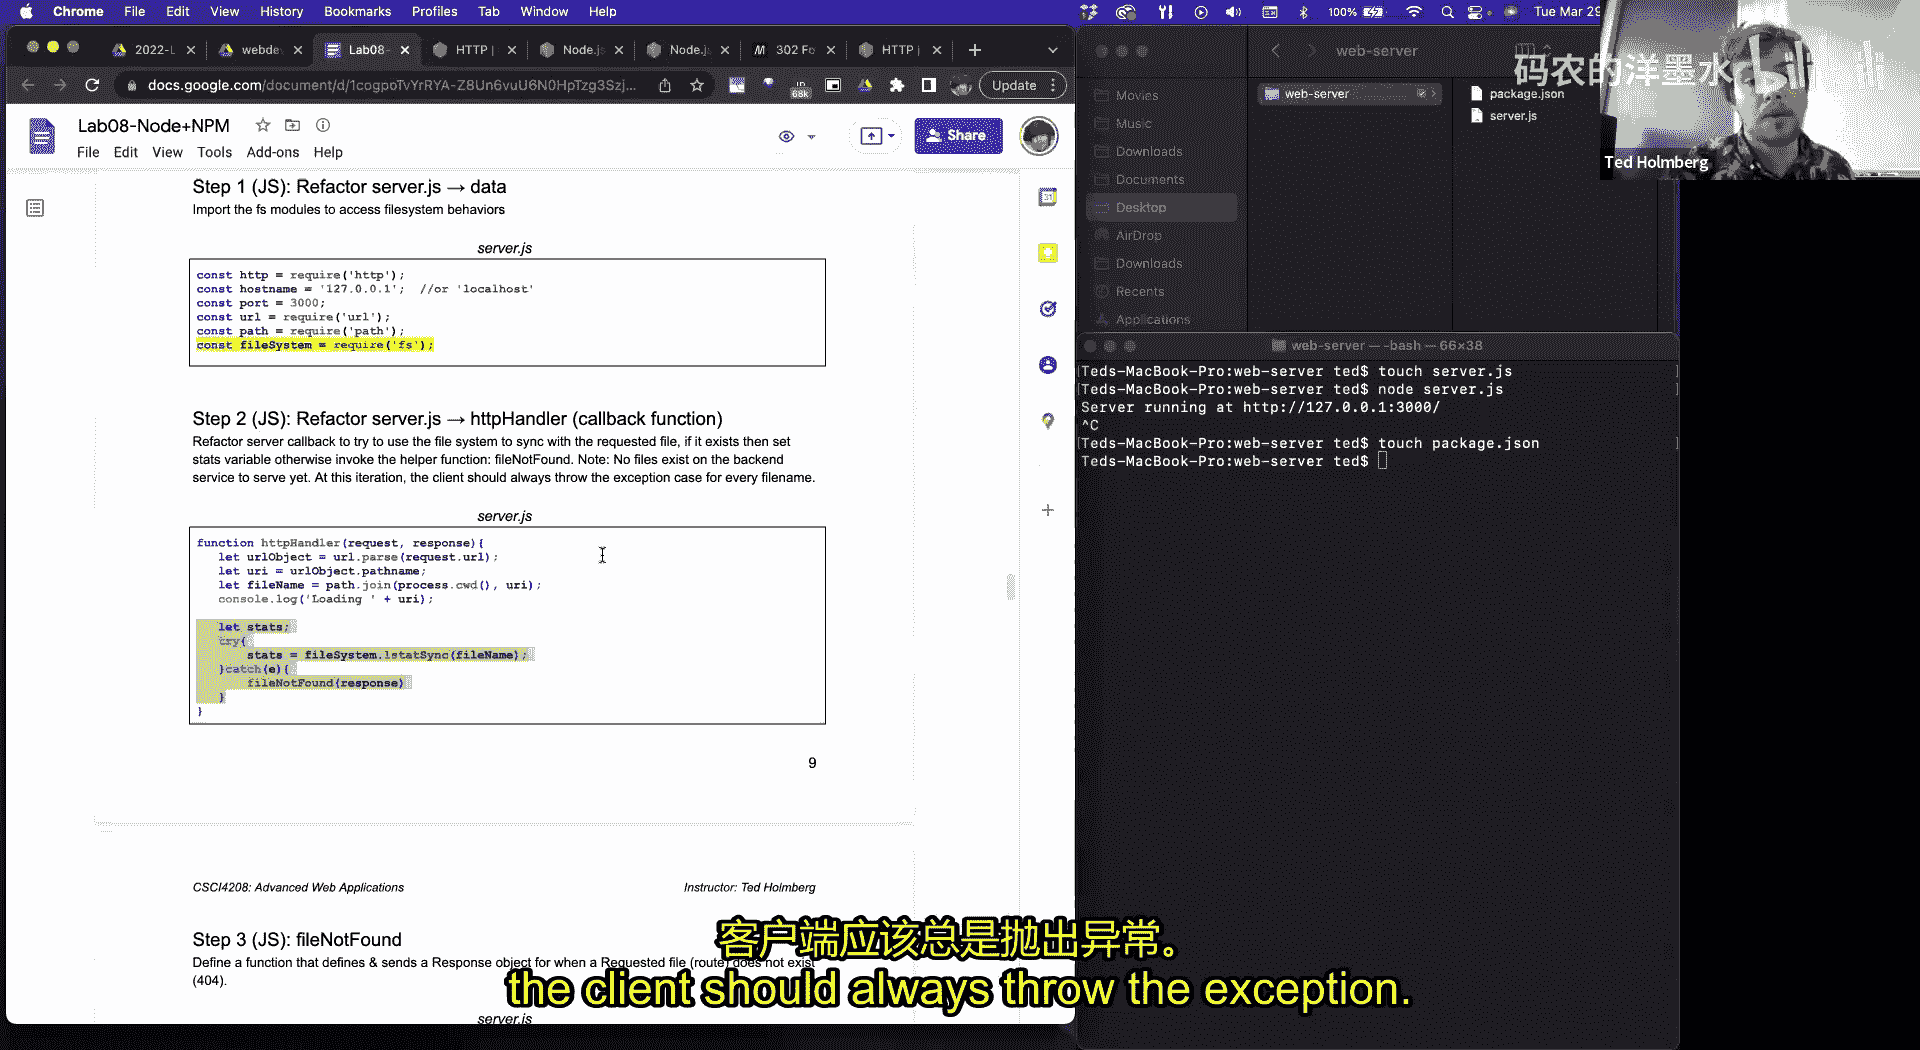 Chrome File Edit View History Bookmarks Profiles Tab Window Help
100% Tue Mar 29
2022-L webde Lab08- HTTP | Node.js Node.j 302 Fo HTTP |
docs.google.com/document/d/1cogpoTvYrRYA-Z8Un6vuU6N0HpTzg3Szj... 68k Update
Lab08-Node+NPM
File Edit View Tools Add-ons Help
Share
Step 1 (JS): Refactor server.js → data
Import the fs modules to access filesystem behaviors
server.js
const http = require('http');
const hostname = '127.0.0.1'; //or 'localhost'
const port = 3000;
const url = require('url');
const path = require('path');
const fileSystem = require('fs');
Step 2 (JS): Refactor server.js → httpHandler (callback function)
Refactor server callback to try to use the file system to sync with the requested file, if it exists then set
stats variable otherwise invoke the helper function: fileNotFound. Note: No files exist on the backend
service to serve yet. At this iteration, the client should always throw the exception case for every filename.
server.js
function httpHandler(request, response){
let urlObject = url.parse(request.url);
let uri = urlObject.pathname;
let fileName = path.join(process.cwd(), uri);
console.log('Loading ' + uri);
let stats;
try{
stats = fileSystem.lstatSync(fileName);
}catch(e){
fileNotFound(response)
}
}
9
CSCI4208: Advanced Web Applications Instructor: Ted Holmberg
Step 3 (JS): fileNotFound
Define a function that defines & sends a Response object for when a Requested file (route) does not exist
(404).
server.js
web-server
Movies
Music
Downloads
Documents
Desktop
AirDrop
Downloads
Recents
Applications
web-server
package.json
server.js
码农的洋墨水
Ted Holmberg
web-server — -bash — 66×38
Teds-MacBook-Pro:web-server ted$ touch server.js
Teds-MacBook-Pro:web-server ted$ node server.js
Server running at http://127.0.0.1:3000/
^C
Teds-MacBook-Pro:web-server ted$ touch package.json
Teds-MacBook-Pro:web-server ted$
客户端应该总是抛出异常。
the client should always throw the exception.